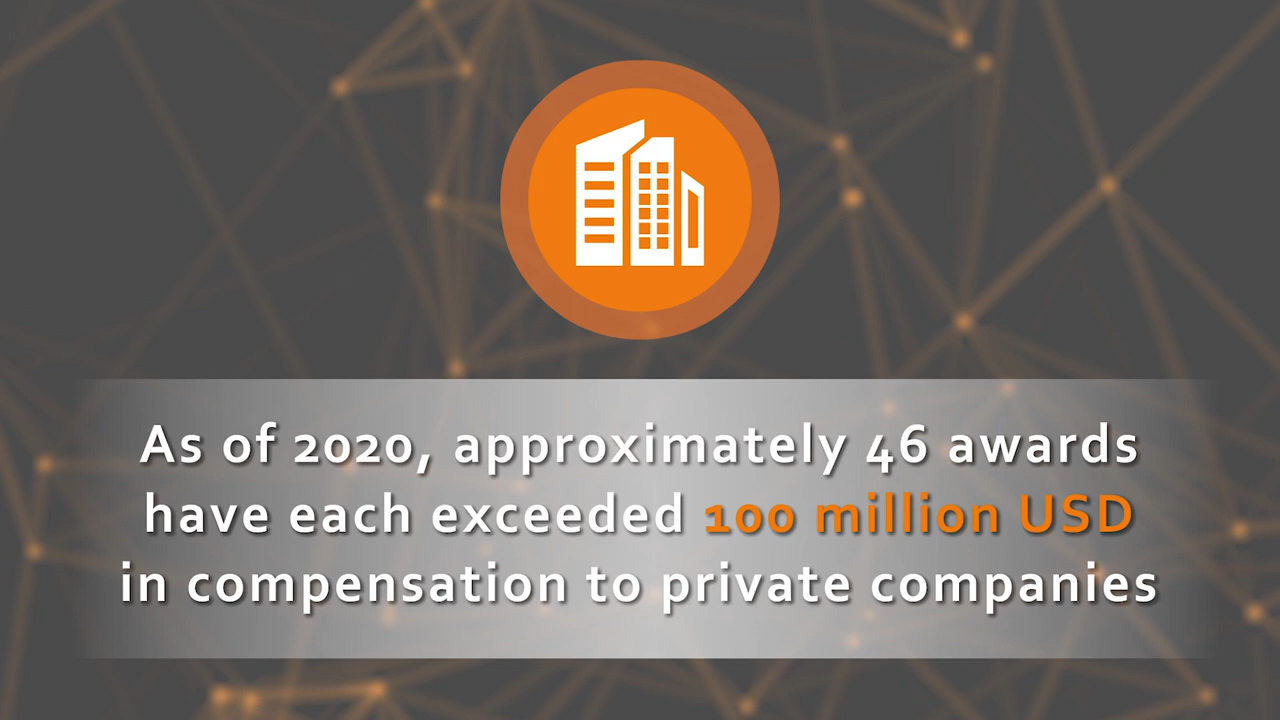 As of 2020, approximately 46 awards
have each exceeded 100 million USD
in compensation to private companies